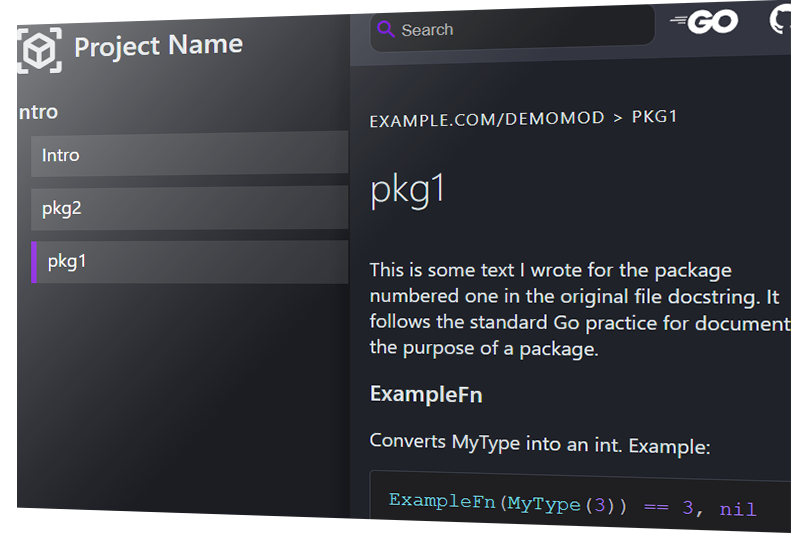 Project Name
Search
GO
ntro
Intro
pkg2
pkg1
EXAMPLE.COM/DEMOMOD > PKG1
pkg1
This is some text I wrote for the package
numbered one in the original file docstring. It
follows the standard Go practice for document
the purpose of a package.
ExampleFn
Converts MyType into an int. Example:
ExampleFn(MyType(3)) == 3, nil